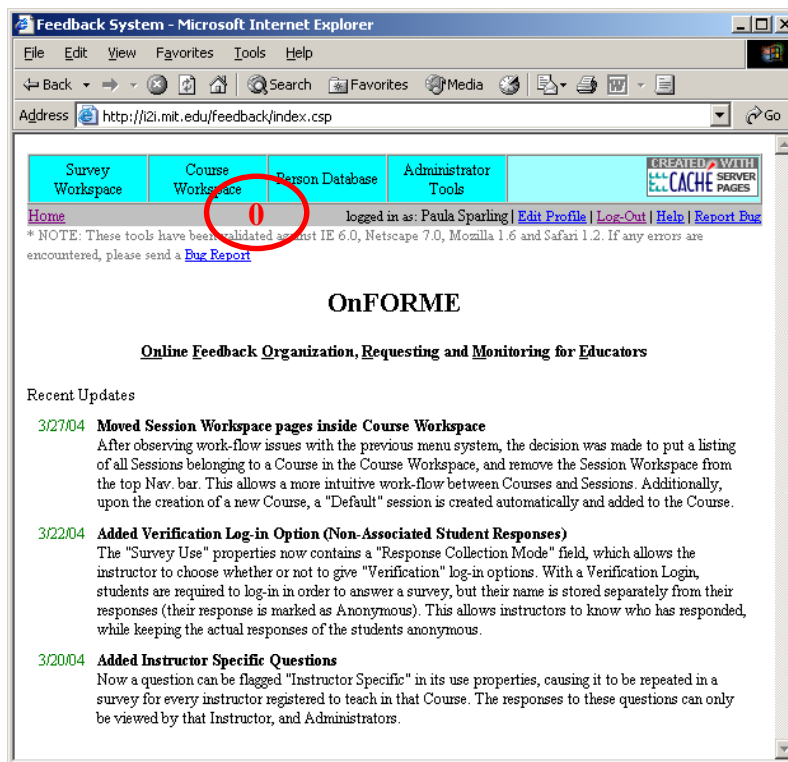 Feedback System - Microsoft Internet Explorer
File Edit View Favorites Tools Help
Back Search Favorites Media
Address http://i2i.mit.edu/feedback/index.csp Go
Survey Workspace Course Workspace Person Database Administrator Tools CREATED WITH CACHE SERVER PAGES
Home 0 logged in as: Paula Sparling | Edit Profile | Log-Out | Help | Report Bug
* NOTE: These tools have been validated against IE 6.0, Netscape 7.0, Mozilla 1.6 and Safari 1.2. If any errors are
encountered, please send a Bug Report
OnFORME
Online Feedback Organization, Requesting and Monitoring for Educators
Recent Updates
3/27/04 Moved Session Workspace pages inside Course Workspace
After observing work-flow issues with the previous menu system, the decision was made to put a listing
of all Sessions belonging to a Course in the Course Workspace, and remove the Session Workspace from
the top Nav. bar. This allows a more intuitive work-flow between Courses and Sessions. Additionally,
upon the creation of a new Course, a "Default" session is created automatically and added to the Course.
3/22/04 Added Verification Log-in Option (Non-Associated Student Responses)
The "Survey Use" properties now contains a "Response Collection Mode" field, which allows the
instructor to choose whether or not to give "Verification" log-in options. With a Verification Login,
students are required to log-in in order to answer a survey, but their name is stored separately from their
responses (their response is marked as Anonymous). This allows instructors to know who has responded,
while keeping the actual responses of the students anonymous.
3/20/04 Added Instructor Specific Questions
Now a question can be flagged "Instructor Specific" in its use properties, causing it to be repeated in a
survey for every instructor registered to teach in that Course. The responses to these questions can only
be viewed by that Instructor, and Administrators.